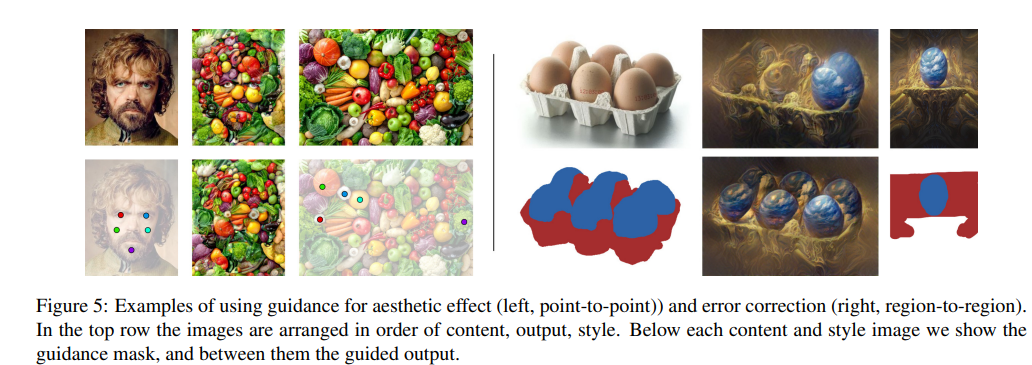 Figure 5: Examples of using guidance for aesthetic effect (left, point-to-point)) and error correction (right, region-to-region).
In the top row the images are arranged in order of content, output, style. Below each content and style image we show the
guidance mask, and between them the guided output.